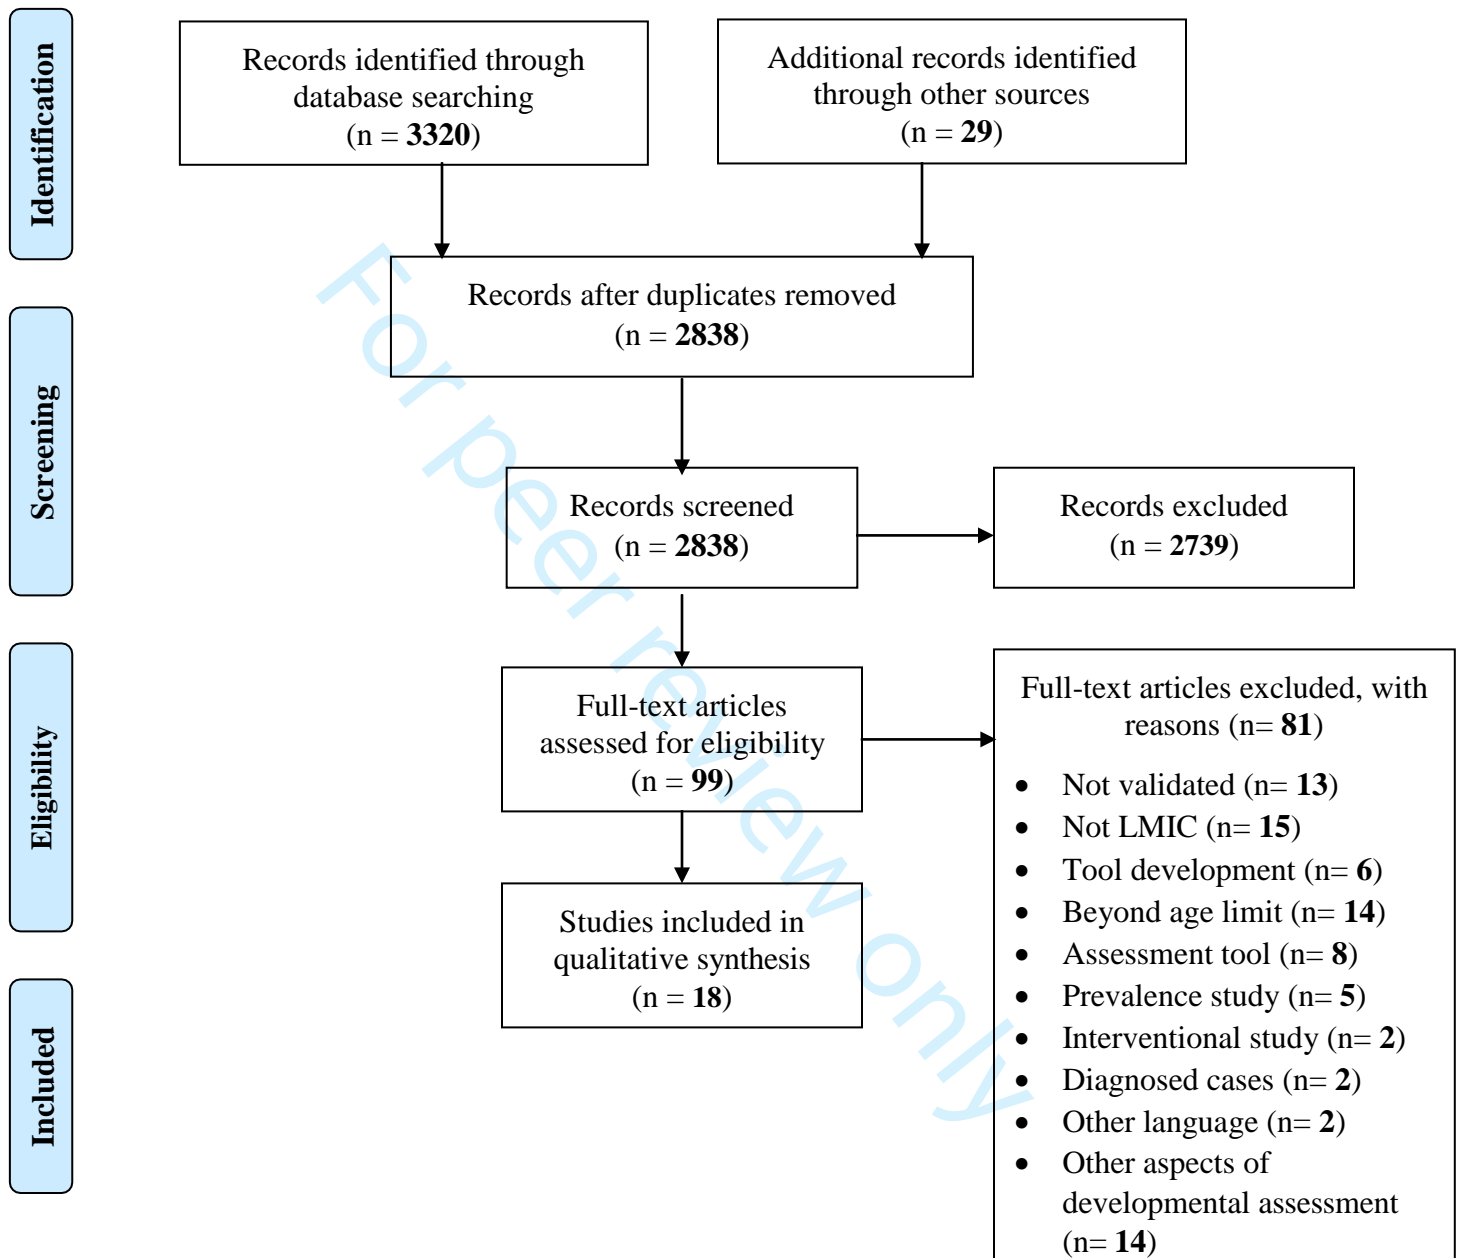 Identification
Records identified through
database searching
(n = 3320)
Additional records identified
through other sources
(n = 29)
Records after duplicates removed
(n = 2838)
Screening
Records screened
(n = 2838)
Records excluded
(n = 2739)
Eligibility
Full-text articles
assessed for eligibility
(n = 99)
Full-text articles excluded, with
reasons (n= 81)
• Not validated (n= 13)
• Not LMIC (n= 15)
• Tool development (n= 6)
• Beyond age limit (n= 14)
• Assessment tool (n= 8)
• Prevalence study (n= 5)
• Interventional study (n= 2)
• Diagnosed cases (n= 2)
• Other language (n= 2)
• Other aspects of
developmental assessment
(n= 14)
Included
Studies included in
qualitative synthesis
(n = 18)
For peer review only